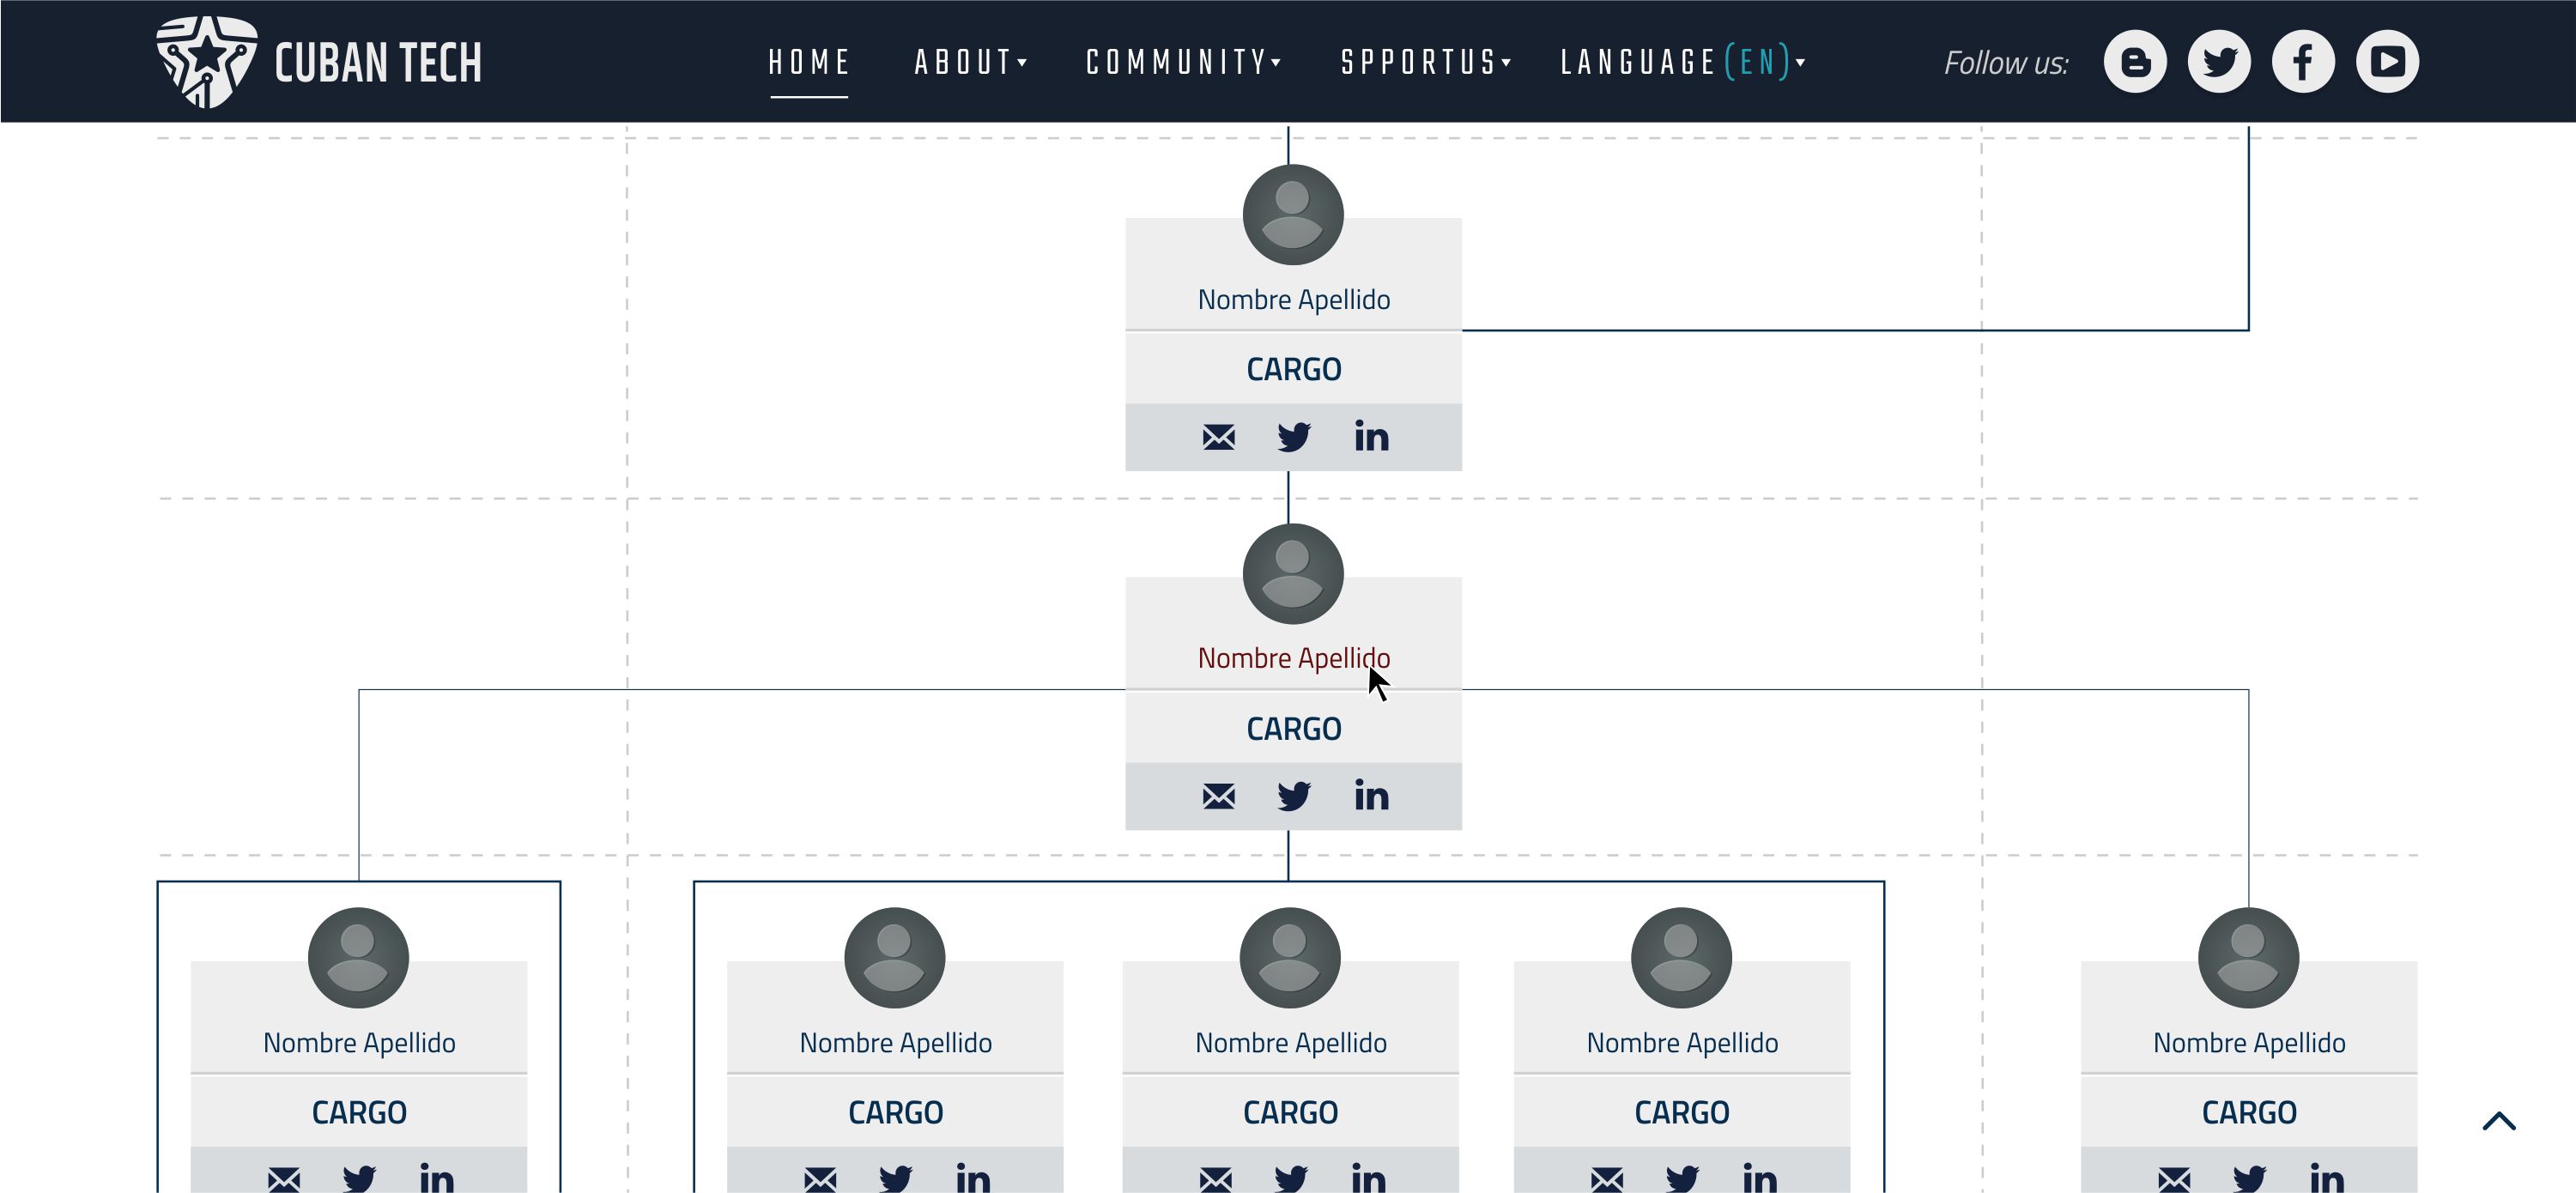 CUBAN TECH
HOME ABOUT COMMUNITY SPPORTUS LANGUAGE(EN) Follow us:
Nombre Apellido
CARGO
Nombre Apellido
CARGO
Nombre Apellido Nombre Apellido Nombre Apellido Nombre Apellido Nombre Apellido
CARGO CARGO CARGO CARGO CARGO